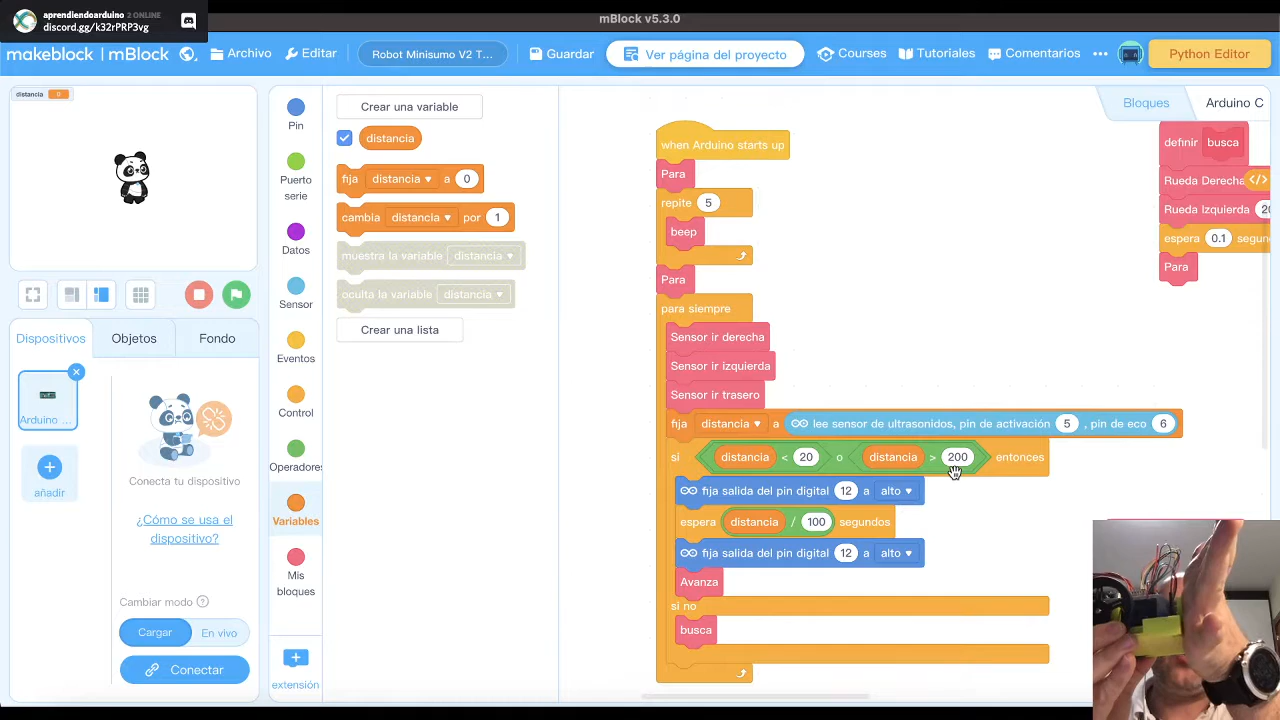 aprendiendoarduino 2 ONLINE
discord.gg/k32rPRP3vg
mBlock v5.3.0
makeblock | mBlock
Archivo
Editar
Robot Minisumo V2 T...
Guardar
Ver página del proyecto
Courses
Tutoriales
Comentarios
Python Editor
distancia 0
Dispositivos
Objetos
Fondo
Arduino ...
añadir
Conecta tu dispositivo
¿Cómo se usa el
dispositivo?
Cambiar modo
Cargar
En vivo
Conectar
Pin
Puerto
serie
Datos
Sensor
Eventos
Control
Operadores
Variables
Mis
bloques
extensión
Crear una variable
distancia
fija distancia a 0
cambia distancia por 1
muestra la variable distancia
oculta la variable distancia
Crear una lista
Bloques
Arduino C
when Arduino starts up
Para
repite 5
beep
Para
para siempre
Sensor ir derecha
Sensor ir izquierda
Sensor ir trasero
fija distancia a lee sensor de ultrasonidos, pin de activación 5 , pin de eco 6
si distancia < 20 o distancia > 200 entonces
fija salida del pin digital 12 a alto
espera distancia / 100 segundos
fija salida del pin digital 12 a alto
Avanza
si no
busca
definir busca
Rueda Derecha
Rueda Izquierda 20
espera 0.1 segun
Para